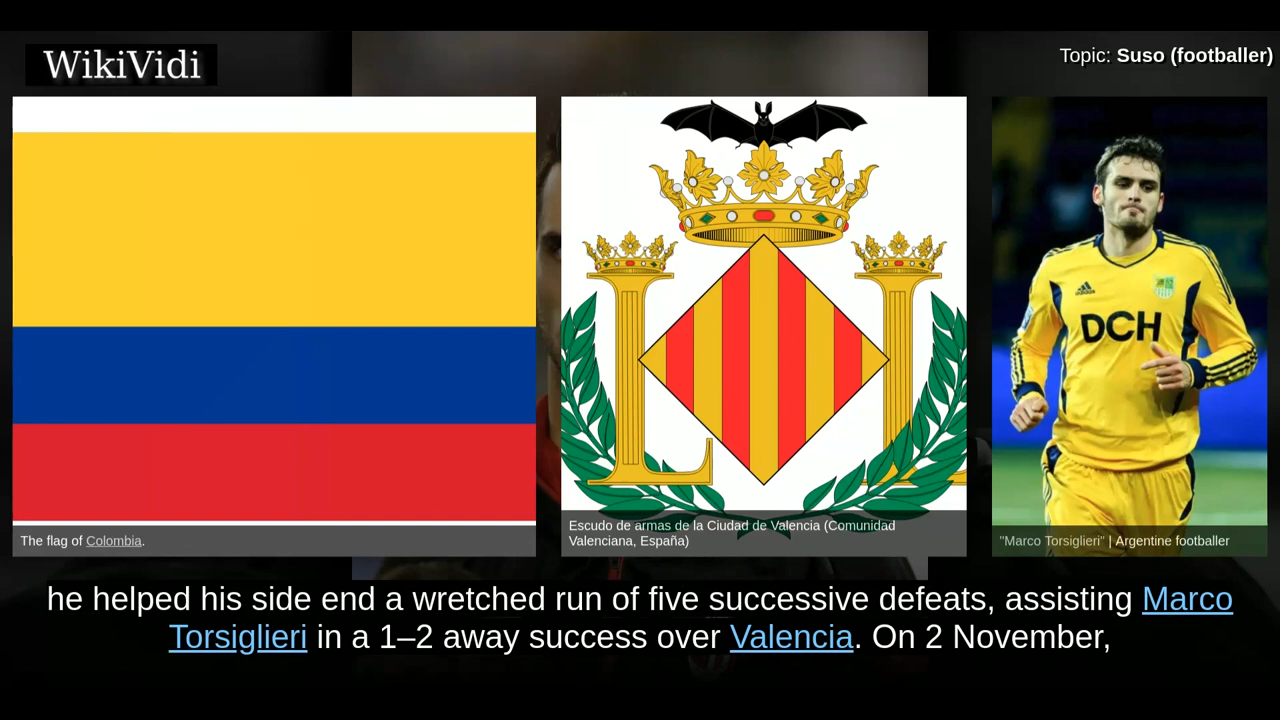 WikiVidi
Topic: Suso (footballer)
DCH
The flag of Colombia.
Escudo de armas de la Ciudad de Valencia (Comunidad
Valenciana, España)
"Marco Torsiglieri" | Argentine footballer
he helped his side end a wretched run of five successive defeats, assisting Marco
Torsiglieri in a 1–2 away success over Valencia. On 2 November,